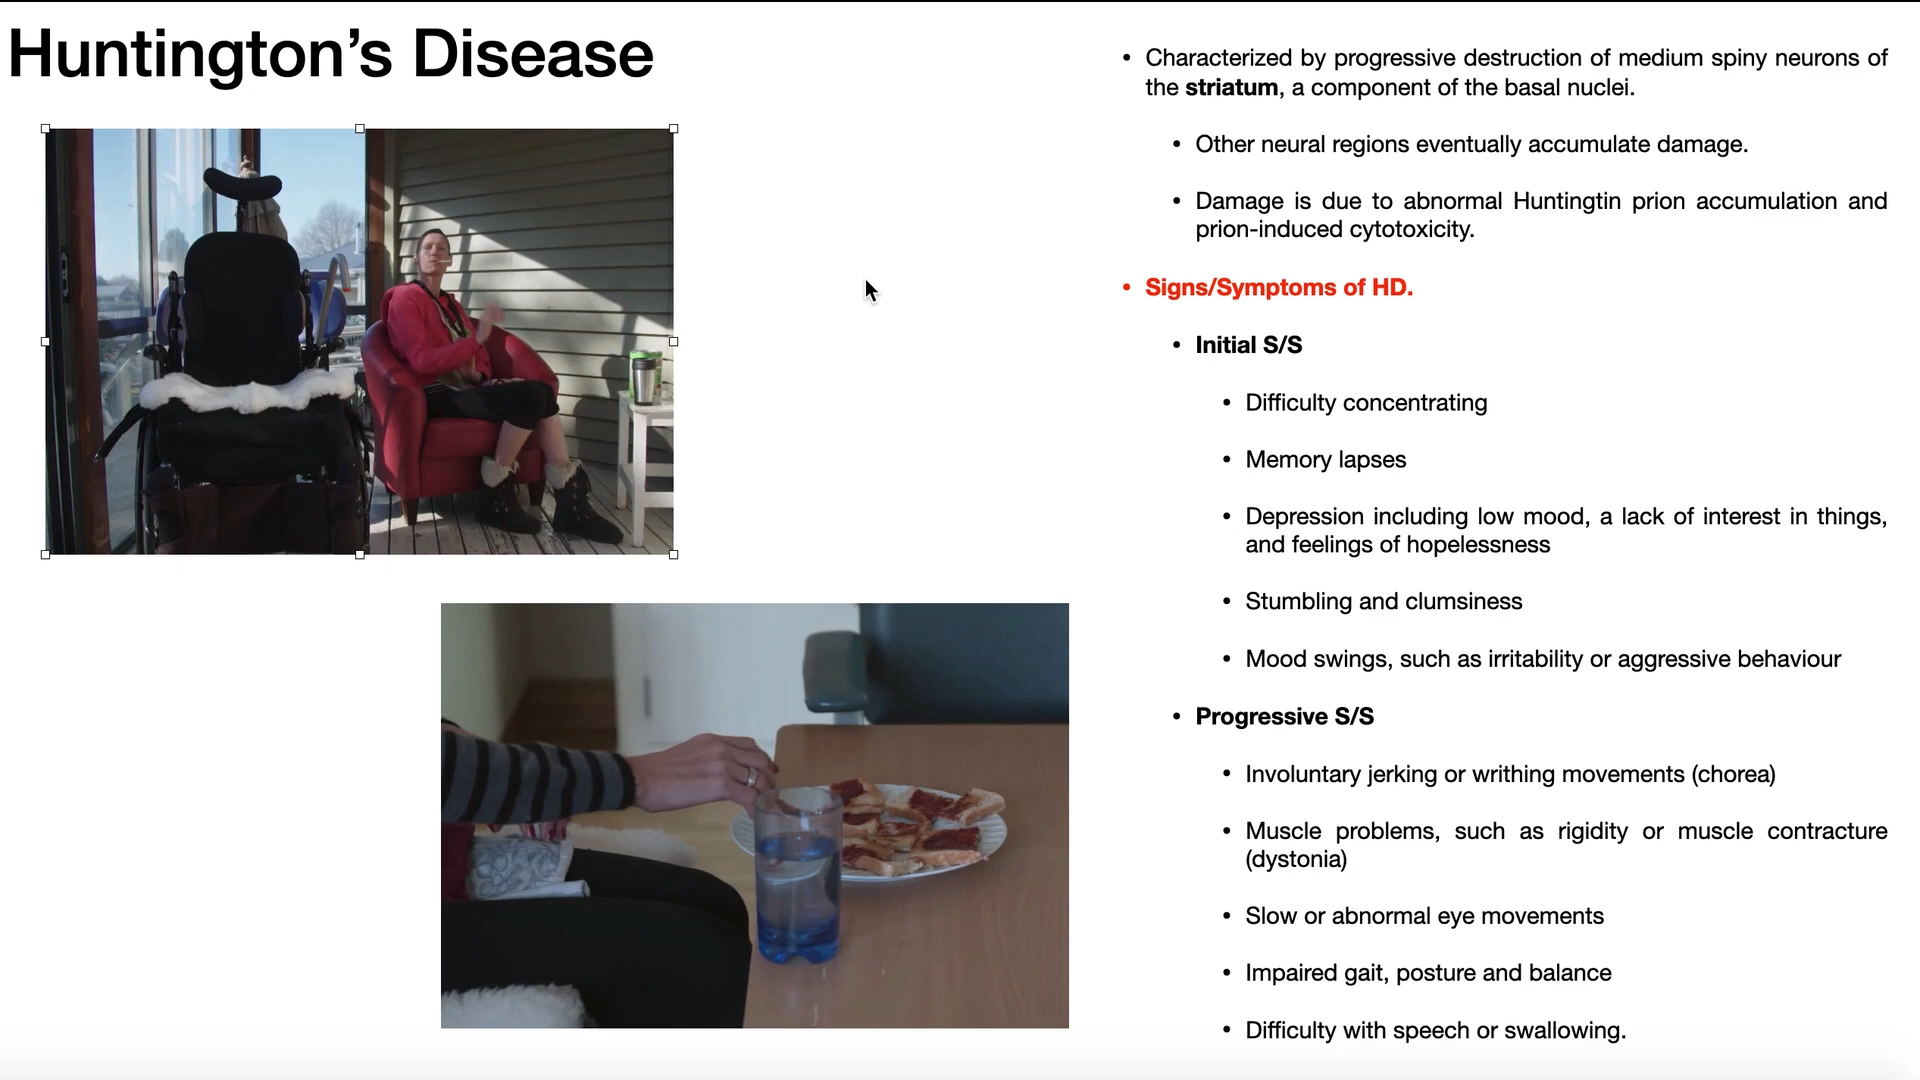 Huntington’s Disease
• Characterized by progressive destruction of medium spiny neurons of
the striatum, a component of the basal nuclei.
• Other neural regions eventually accumulate damage.
• Damage is due to abnormal Huntingtin prion accumulation and
prion-induced cytotoxicity.
• Signs/Symptoms of HD.
• Initial S/S
• Difficulty concentrating
• Memory lapses
• Depression including low mood, a lack of interest in things,
and feelings of hopelessness
• Stumbling and clumsiness
• Mood swings, such as irritability or aggressive behaviour
• Progressive S/S
• Involuntary jerking or writhing movements (chorea)
• Muscle problems, such as rigidity or muscle contracture
(dystonia)
• Slow or abnormal eye movements
• Impaired gait, posture and balance
• Difficulty with speech or swallowing.